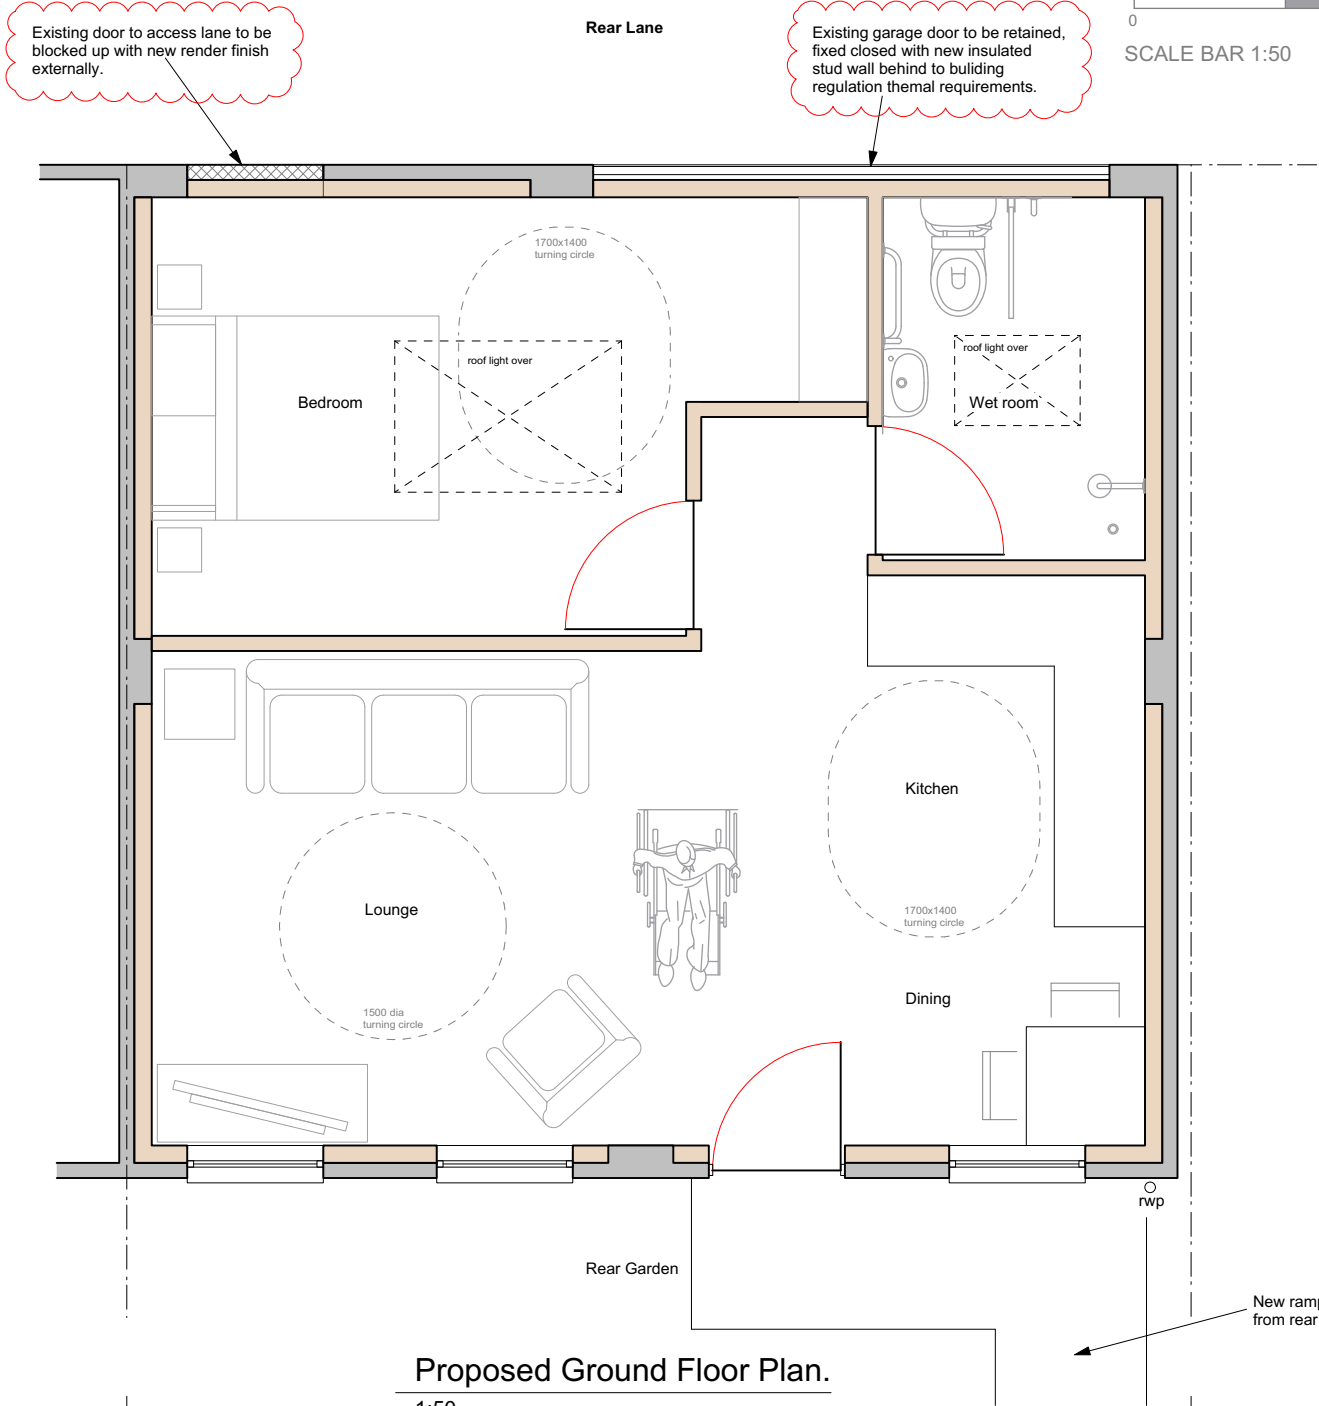 Existing door to access lane to be
blocked up with new render finish
externally.
Rear Lane
Existing garage door to be retained,
fixed closed with new insulated
stud wall behind to buliding
regulation themal requirements.
0
SCALE BAR 1:50
1700x1400
turning circle
roof light over
Bedroom
roof light over
Wet room
Kitchen
1700x1400
turning circle
Lounge
1500 dia
turning circle
Dining
rwp
Rear Garden
New ramp
from rear
Proposed Ground Floor Plan.
1:50